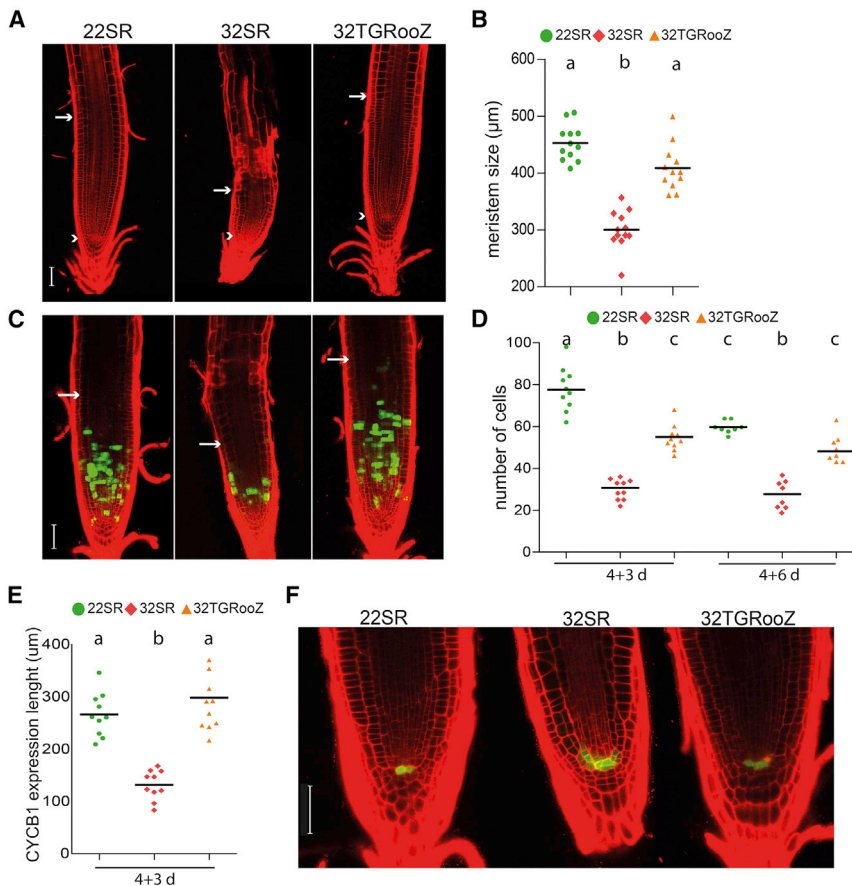 A
22SR 32SR 32TGRooZ
B
22SR 32SR 32TGRooZ
a b a
600
500
400
300
200
meristem size (μm)
C
D
22SR 32SR 32TGRooZ
a b c c b c
100
80
60
40
20
0
number of cells
4+3 d 4+6 d
E
22SR 32SR 32TGRooZ
a b a
400
300
200
100
0
CYCB1 expression lenght (um)
4+3 d
F
22SR 32SR 32TGRooZ